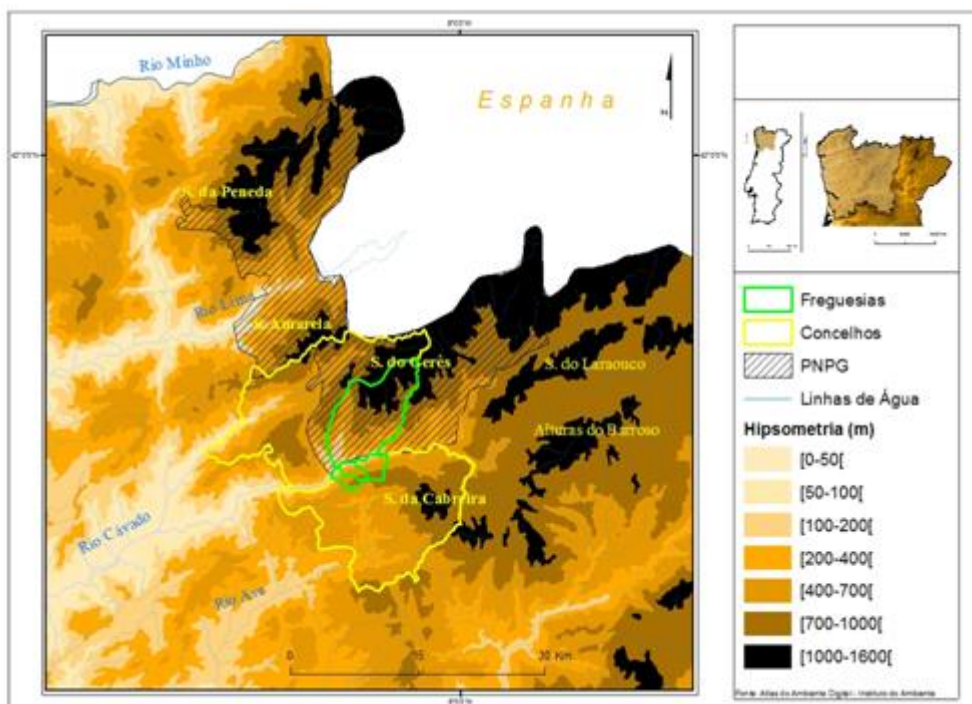 Rio Minho
Espanha
N
S. da Peneda
Rio Lima
S. Amarela
S. do Gerês
S. do Larouco
Alturas do Barroso
S. da Cabreira
Rio Cávado
Rio Ave
0 15 30 Km
Freguesias
Concelhos
PNPG
Linhas de Água
Hipsometria (m)
[0-50[
[50-100[
[100-200[
[200-400[
[400-700[
[700-1000[
[1000-1600[
Fonte: Atlas do Ambiente Digital - Instituto do Ambiente